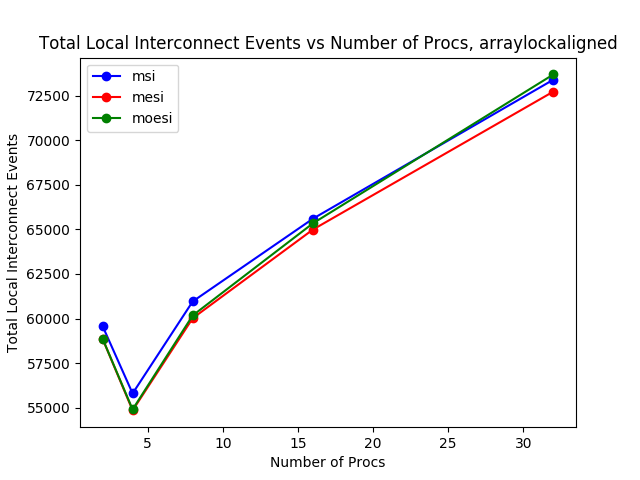 Total Local Interconnect Events vs Number of Procs, arraylockaligned
msi
mesi
moesi
Total Local Interconnect Events
72500
70000
67500
65000
62500
60000
57500
55000
5 10 15 20 25 30
Number of Procs